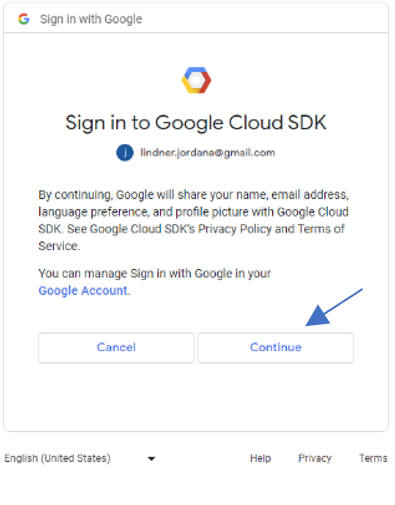 Sign in with Google
Sign in to Google Cloud SDK
j lindner.jordana@gmail.com
By continuing, Google will share your name, email address,
language preference, and profile picture with Google Cloud
SDK. See Google Cloud SDK's Privacy Policy and Terms of
Service.
You can manage Sign in with Google in your
Google Account.
Cancel Continue
English (United States) Help Privacy Terms